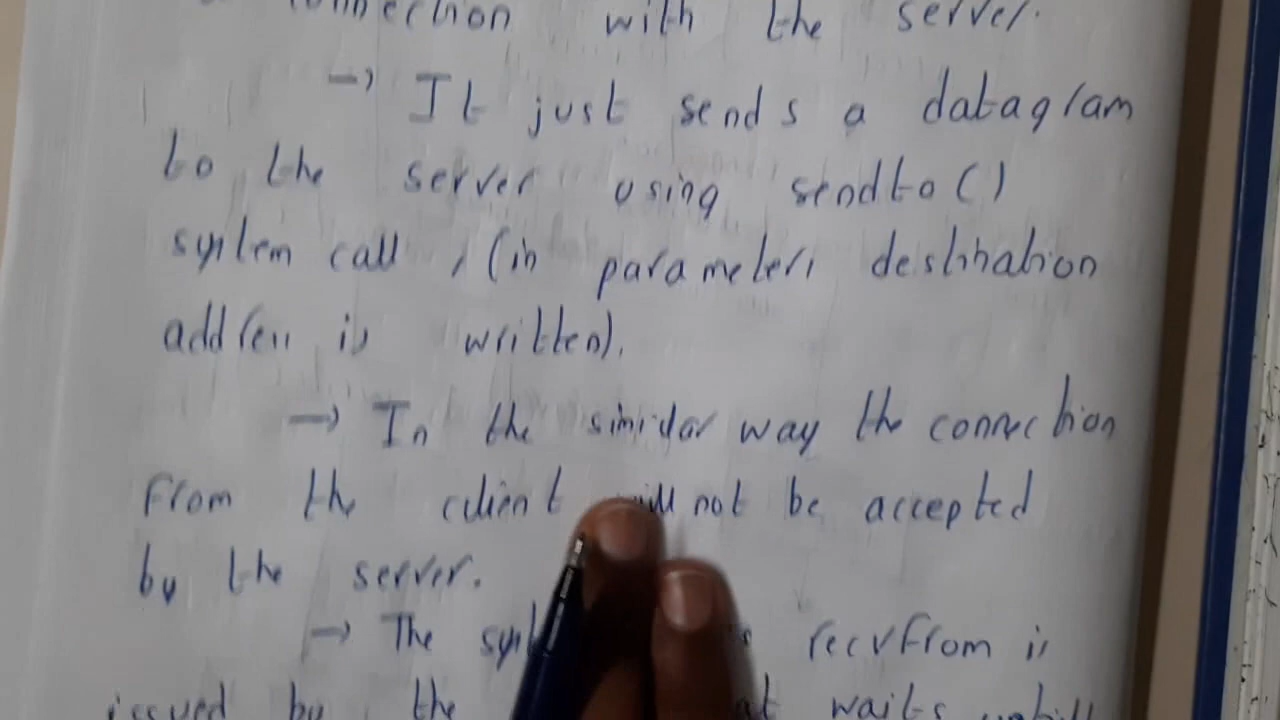 connection with the server.
→ It just sends a datagram
to the server using sendto()
system call, (in parameters destination
address is written).
→ In the similar way the connection
from the client will not be accepted
by the server.
→ The recvfrom is
issued by the waits until